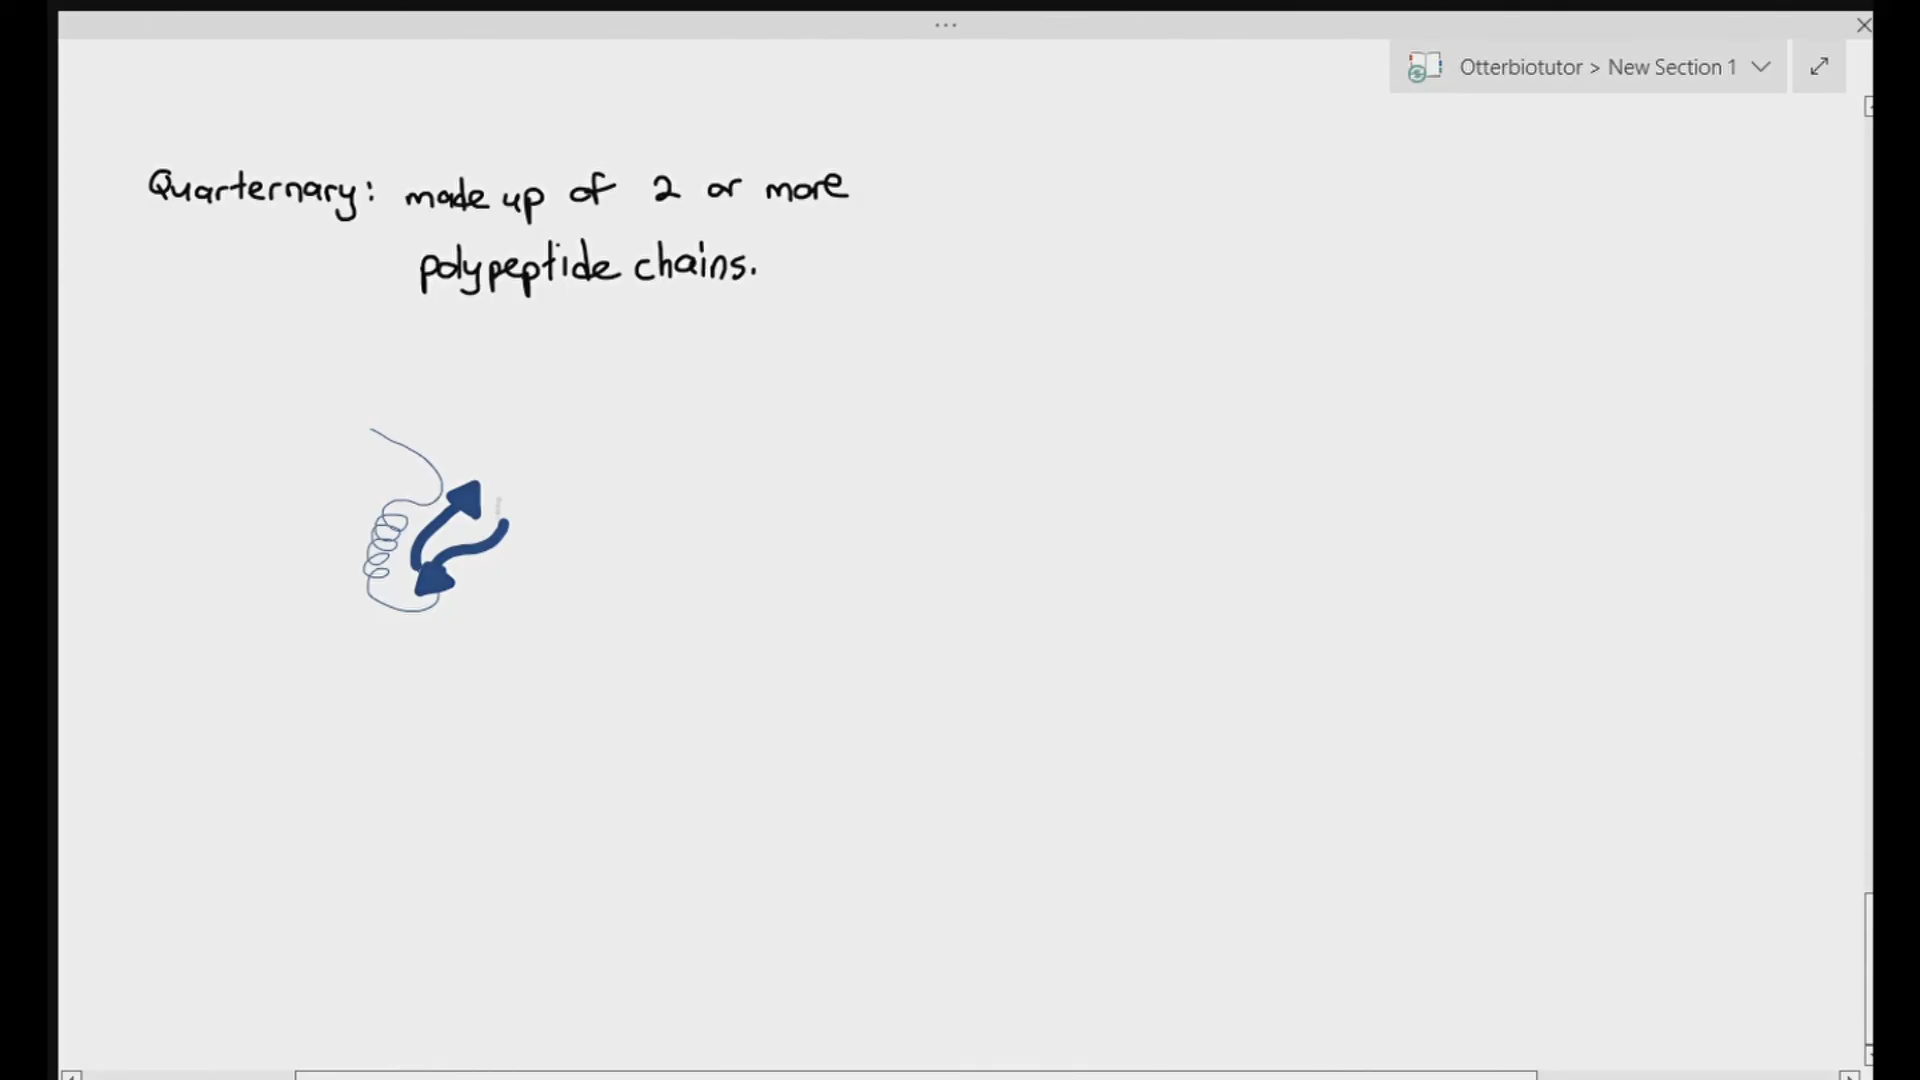 Otterbiotutor > New Section 1
Quarternary: made up of 2 or more
polypeptide chains.